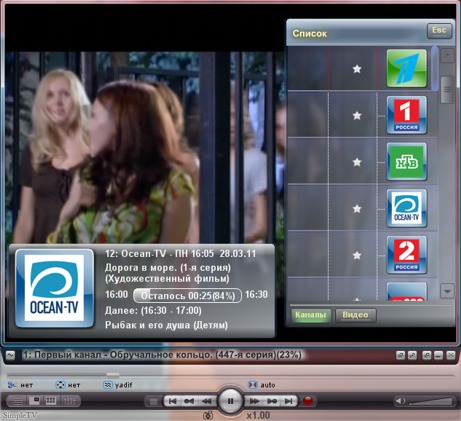 Список
Esc
1
РОССИЯ
НТВ
OCEAN-TV
2
РОССИЯ
Каналы
Видео
OCEAN-TV
12: Ocean-TV - ПН 16:05 28.03.11
Дорога в море. (1-я серия)
(Художественный фильм)
16:00 Осталось 00:25(84%) 16:30
Далее: (16:30 - 17:00)
Рыбак и его душа (Детям)
1: Первый канал - Обручальное кольцо. (447-я серия)(23%)
нет
нет
yadif
auto
SimpleTV
x1.00